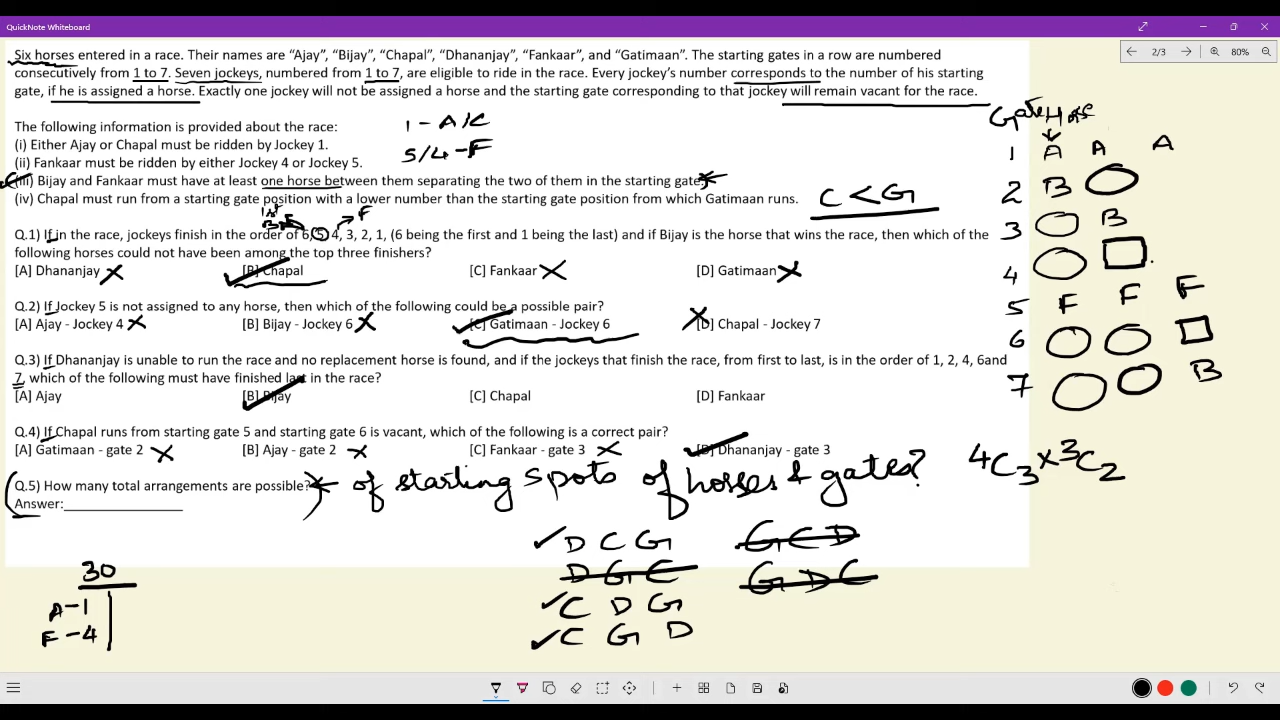 QuickNote Whiteboard
2/3
80%
Six horses entered in a race. Their names are “Ajay”, “Bijay”, “Chapal”, “Dhananjay”, “Fankaar”, and “Gatimaan”. The starting gates in a row are numbered
consecutively from 1 to 7. Seven jockeys, numbered from 1 to 7, are eligible to ride in the race. Every jockey's number corresponds to the number of his starting
gate, if he is assigned a horse. Exactly one jockey will not be assigned a horse and the starting gate corresponding to that jockey will remain vacant for the race.
The following information is provided about the race:
(i) Either Ajay or Chapal must be ridden by Jockey 1.
(ii) Fankaar must be ridden by either Jockey 4 or Jockey 5.
(iii) Bijay and Fankaar must have at least one horse between them separating the two of them in the starting gate.
(iv) Chapal must run from a starting gate position with a lower number than the starting gate position from which Gatimaan runs.
1 - A/C
5/4 - F
C < G
Q.1) If in the race, jockeys finish in the order of 6, 5, 4, 3, 2, 1, (6 being the first and 1 being the last) and if Bijay is the horse that wins the race, then which of the
following horses could not have been among the top three finishers?
[A] Dhananjay [B] Chapal [C] Fankaar [D] Gatimaan
Q.2) If Jockey 5 is not assigned to any horse, then which of the following could be a possible pair?
[A] Ajay - Jockey 4 [B] Bijay - Jockey 6 [C] Gatimaan - Jockey 6 [D] Chapal - Jockey 7
Q.3) If Dhananjay is unable to run the race and no replacement horse is found, and if the jockeys that finish the race, from first to last, is in the order of 1, 2, 4, 6and
7, which of the following must have finished last in the race?
[A] Ajay [B] Bijay [C] Chapal [D] Fankaar
Q.4) If Chapal runs from starting gate 5 and starting gate 6 is vacant, which of the following is a correct pair?
[A] Gatimaan - gate 2 [B] Ajay - gate 2 [C] Fankaar - gate 3 [D] Dhananjay - gate 3
Q.5) How many total arrangements are possible? of starting spots of horses & gates?
Answer:
Gate Horse
1 A A A
2 B
3 B
4
5 F F F
6
7 B
4C3 x 3C2
D C G G C D
D G C G D C
C D G
C G D
30
A - 1
F - 4